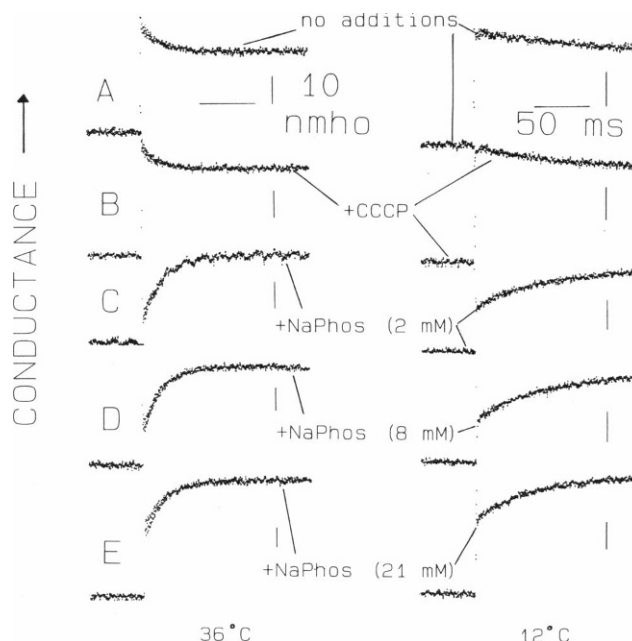 no additions
A
10
nmho
50 ms
B
+CCCP
C
+NaPhos (2 mM)
D
+NaPhos (8 mM)
E
+NaPhos (21 mM)
CONDUCTANCE
36°C
12°C